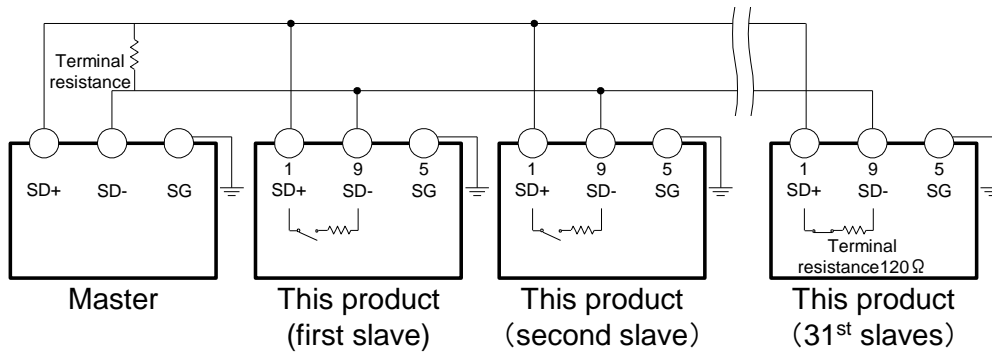 Terminal
resistance
1 9 5 1 9 5 1 9 5
SD+ SD- SG SD+ SD- SG SD+ SD- SG SD+ SD- SG
Terminal
resistance120Ω
Master This product This product This product
(first slave) （second slave） （31st slaves）